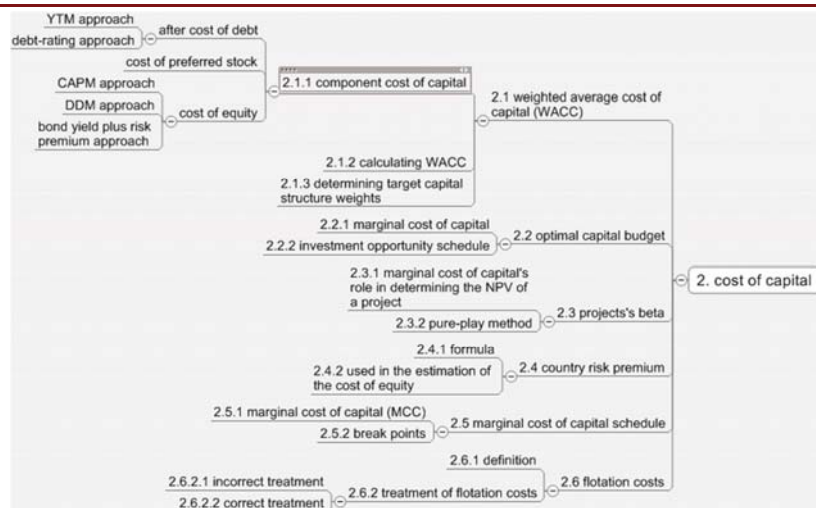 YTM approach
debt-rating approach
after cost of debt
cost of preferred stock
CAPM approach
DDM approach
bond yield plus risk
premium approach
cost of equity
2.1.1 component cost of capital
2.1.2 calculating WACC
2.1.3 determining target capital
structure weights
2.1 weighted average cost of
capital (WACC)
2.2.1 marginal cost of capital
2.2.2 investment opportunity schedule
2.2 optimal capital budget
2.3.1 marginal cost of capital's
role in determining the NPV of
a project
2.3.2 pure-play method
2.3 projects's beta
2.4.1 formula
2.4.2 used in the estimation of
the cost of equity
2.4 country risk premium
2.5.1 marginal cost of capital (MCC)
2.5.2 break points
2.5 marginal cost of capital schedule
2.6.1 definition
2.6.2.1 incorrect treatment
2.6.2.2 correct treatment
2.6.2 treatment of flotation costs
2.6 flotation costs
2. cost of capital